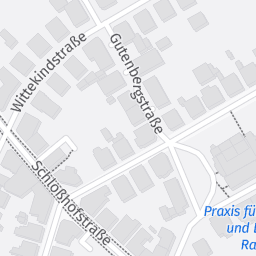 Wittekindstraße
Gutenbergstraße
Schloßhofstraße
Praxis fü
und
Ra